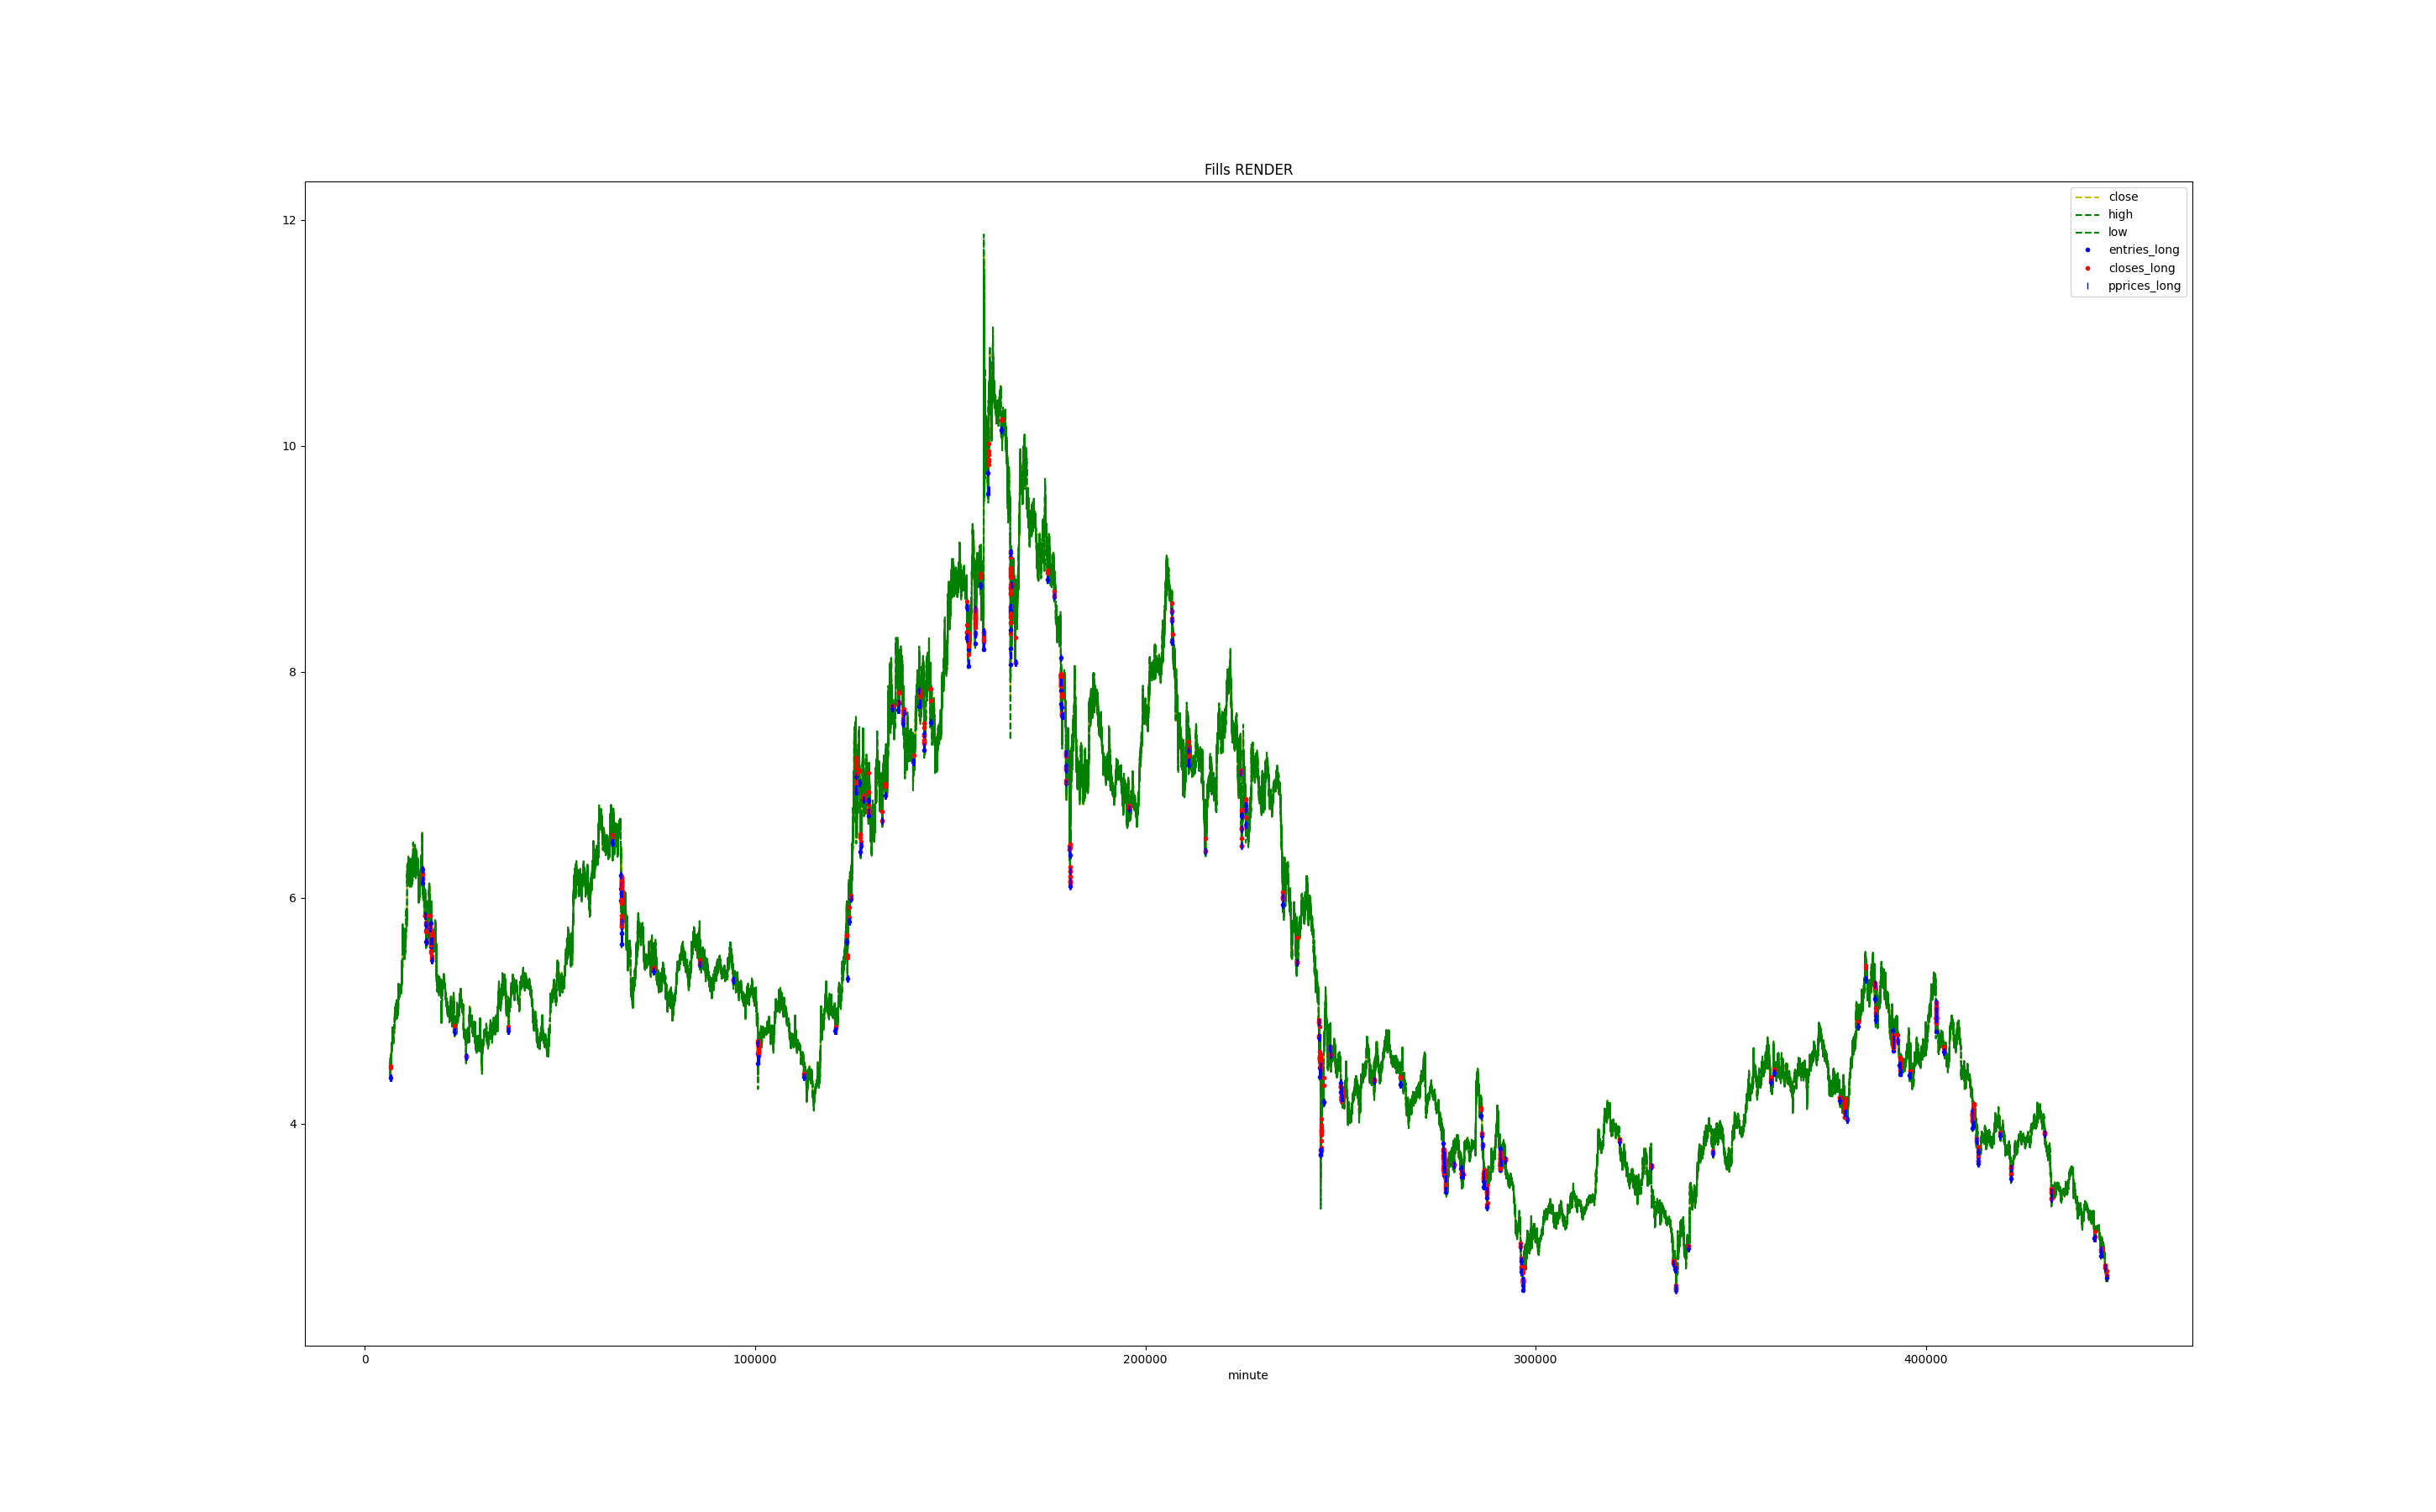 Fills RENDER
close
high
low
entries_long
closes_long
pprices_long
12
10
8
6
4
0 100000 200000 300000 400000
minute